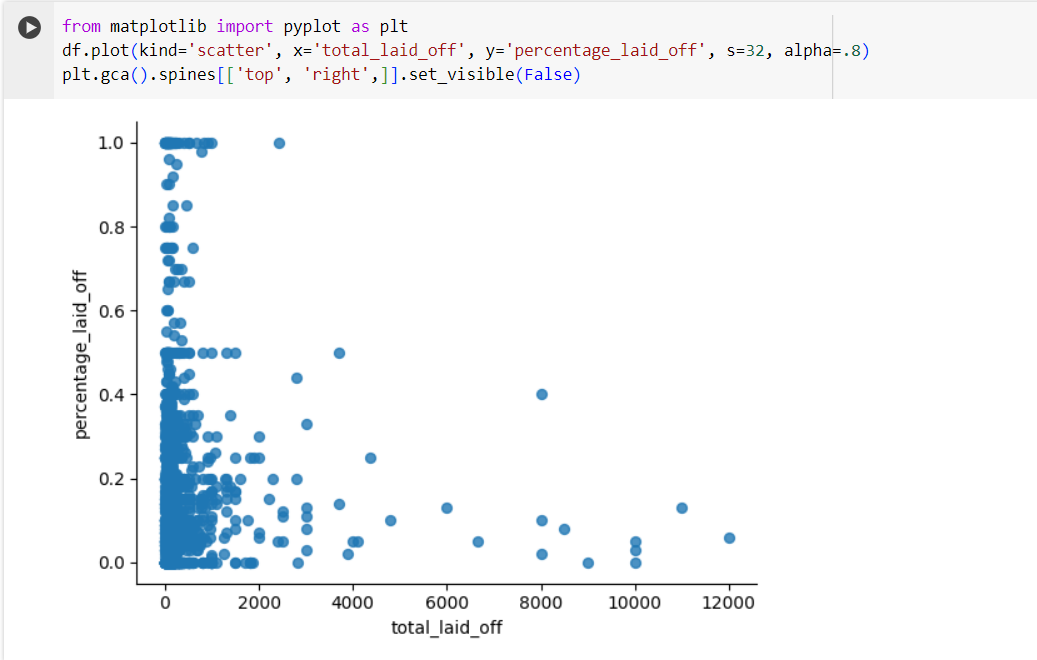 from matplotlib import pyplot as plt
df.plot(kind='scatter', x='total_laid_off', y='percentage_laid_off', s=32, alpha=.8)
plt.gca().spines[['top', 'right',]].set_visible(False)
1.0
0.8
0.6
0.4
0.2
0.0
percentage_laid_off
0 2000 4000 6000 8000 10000 12000
total_laid_off